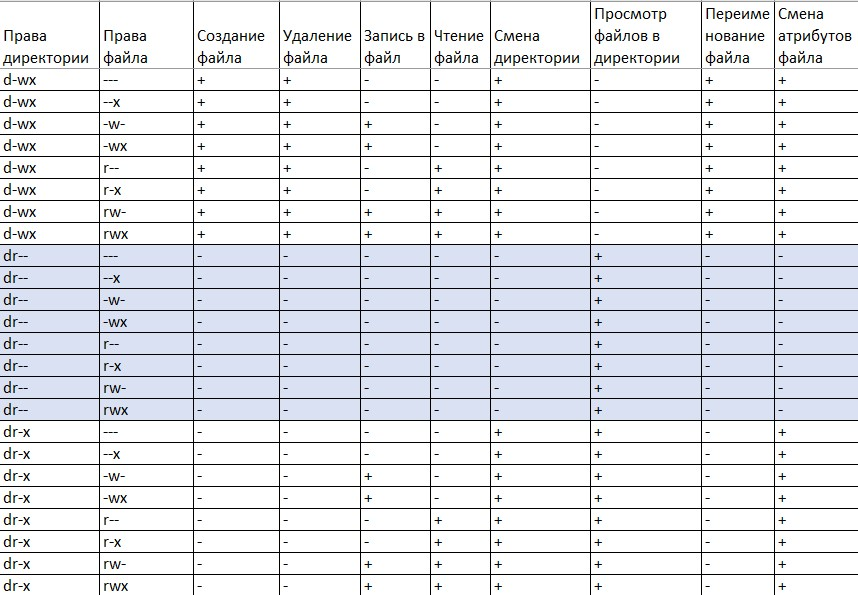 Права директории | Права файла | Создание файла | Удаление файла | Запись в файл | Чтение файла | Смена директории | Просмотр файлов в директории | Переиме нование файла | Смена атрибутов файла
d-wx | --- | + | + | - | - | + | - | + | +
d-wx | --x | + | + | - | - | + | - | + | +
d-wx | -w- | + | + | + | - | + | - | + | +
d-wx | -wx | + | + | + | - | + | - | + | +
d-wx | r-- | + | + | - | + | + | - | + | +
d-wx | r-x | + | + | - | + | + | - | + | +
d-wx | rw- | + | + | + | + | + | - | + | +
d-wx | rwx | + | + | + | + | + | - | + | +
dr-- | --- | - | - | - | - | - | + | - | -
dr-- | --x | - | - | - | - | - | + | - | -
dr-- | -w- | - | - | - | - | - | + | - | -
dr-- | -wx | - | - | - | - | - | + | - | -
dr-- | r-- | - | - | - | - | - | + | - | -
dr-- | r-x | - | - | - | - | - | + | - | -
dr-- | rw- | - | - | - | - | - | + | - | -
dr-- | rwx | - | - | - | - | - | + | - | -
dr-x | --- | - | - | - | - | + | + | - | +
dr-x | --x | - | - | - | - | + | + | - | +
dr-x | -w- | - | - | + | - | + | + | - | +
dr-x | -wx | - | - | + | - | + | + | - | +
dr-x | r-- | - | - | - | + | + | + | - | +
dr-x | r-x | - | - | - | + | + | + | - | +
dr-x | rw- | - | - | + | + | + | + | - | +
dr-x | rwx | - | - | + | + | + | + | - | +